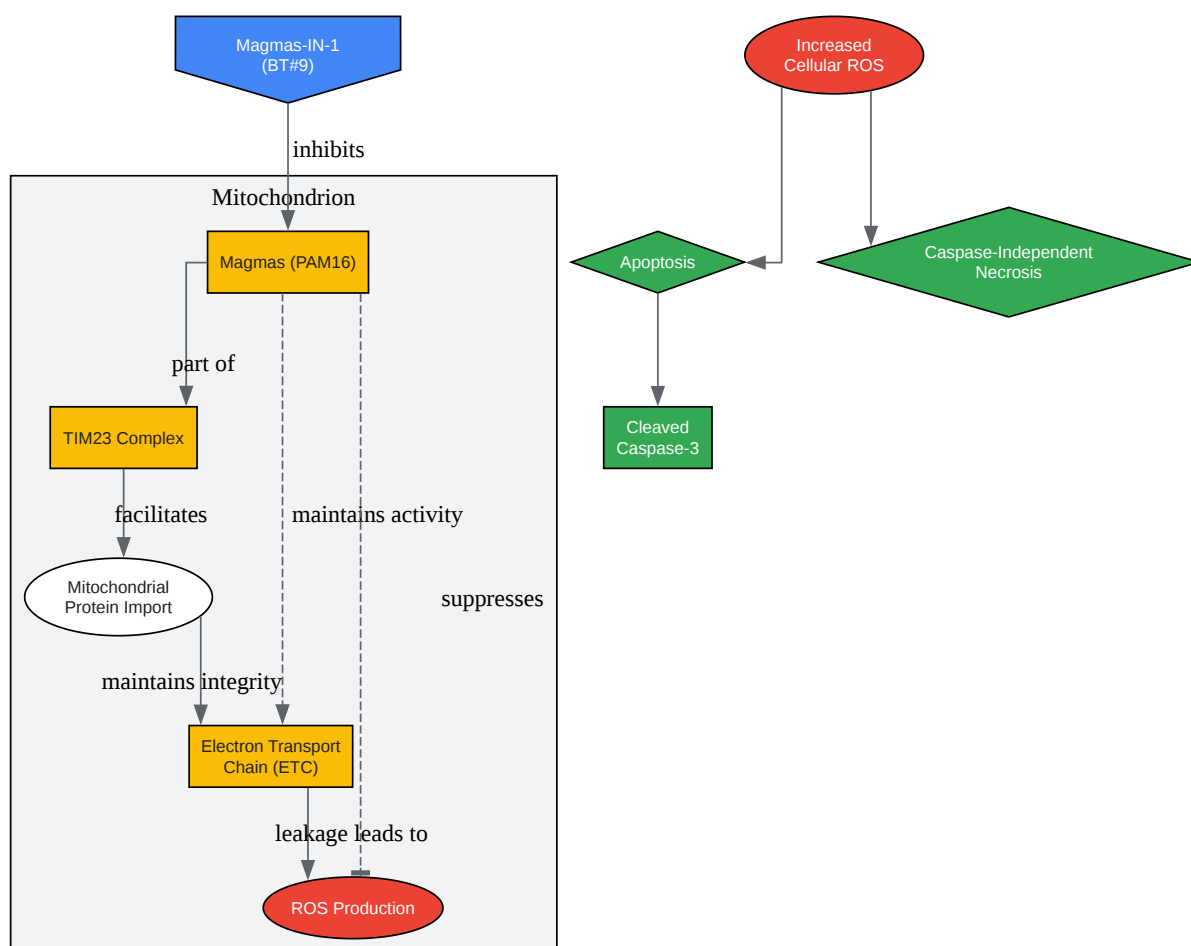 Magmas-IN-1
(BT#9)
Increased
Cellular ROS
inhibits
Mitochondrion
Magmas (PAM16)
Apoptosis
Caspase-Independent
Necrosis
part of
TIM23 Complex
Cleaved
Caspase-3
facilitates
maintains activity
Mitochondrial
Protein Import
suppresses
maintains integrity
Electron Transport
Chain (ETC)
leakage leads to
ROS Production